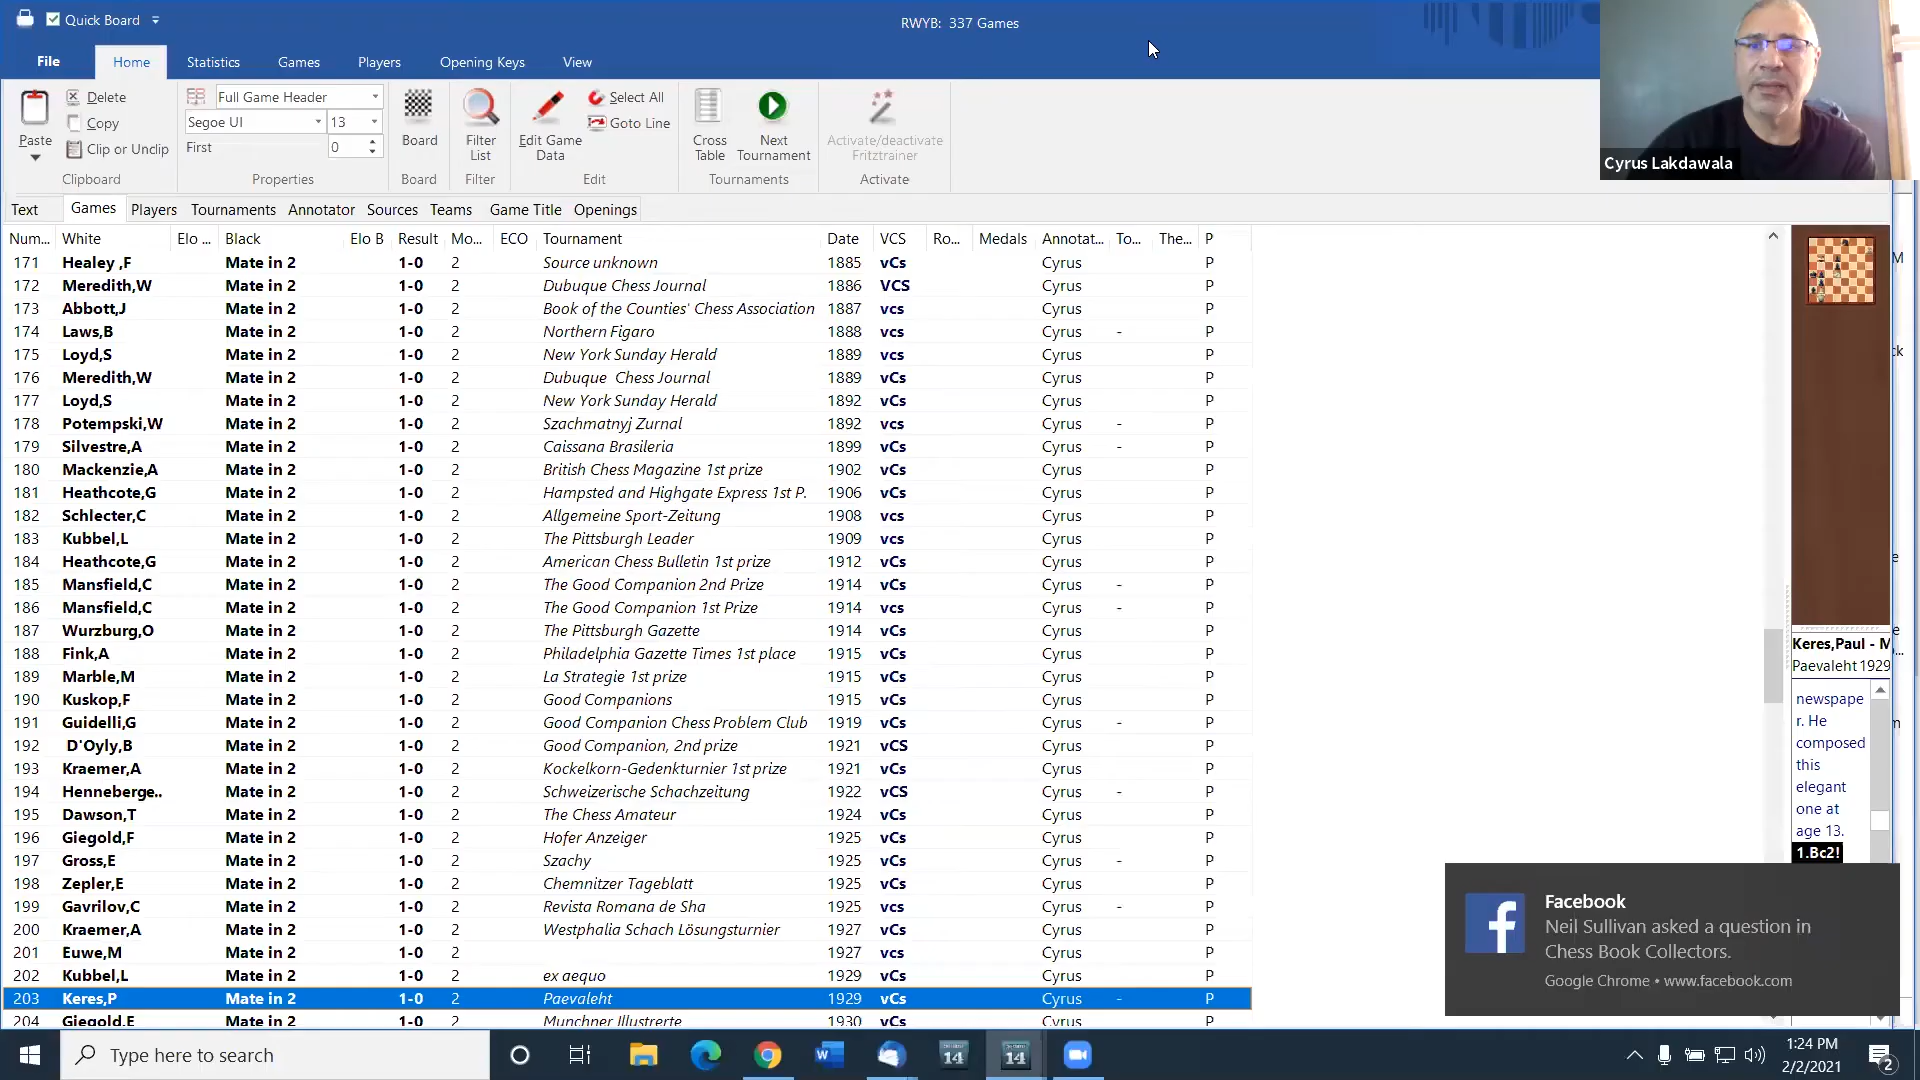 Quick Board
RWYB: 337 Games
File Home Statistics Games Players Opening Keys View
Paste
Delete
Copy
Clip or Unclip
Clipboard
Full Game Header
Segoe UI 13
First 0
Properties
Board
Board
Filter List
Filter
Edit Game Data
Select All
Goto Line
Edit
Cross Table
Next Tournament
Tournaments
Activate/deactivate Fritztrainer
Activate
Cyrus Lakdawala
Text Games Players Tournaments Annotator Sources Teams Game Title Openings
Num... White Elo ... Black Elo B Result Mo... ECO Tournament Date VCS Ro... Medals Annotat... To... The... P
171 Healey ,F Mate in 2 1-0 2 Source unknown 1885 vCs Cyrus P
172 Meredith,W Mate in 2 1-0 2 Dubuque Chess Journal 1886 VCS Cyrus P
173 Abbott,J Mate in 2 1-0 2 Book of the Counties' Chess Association 1887 vcs Cyrus P
174 Laws,B Mate in 2 1-0 2 Northern Figaro 1888 vcs Cyrus - P
175 Loyd,S Mate in 2 1-0 2 New York Sunday Herald 1889 vcs Cyrus P
176 Meredith,W Mate in 2 1-0 2 Dubuque  Chess Journal 1889 vCs Cyrus P
177 Loyd,S Mate in 2 1-0 2 New York Sunday Herald 1892 vCs Cyrus P
178 Potempski,W Mate in 2 1-0 2 Szachmatnyj Zurnal 1892 vcs Cyrus - P
179 Silvestre,A Mate in 2 1-0 2 Caissana Brasileria 1899 vCs Cyrus - P
180 Mackenzie,A Mate in 2 1-0 2 British Chess Magazine 1st prize 1902 vCs Cyrus P
181 Heathcote,G Mate in 2 1-0 2 Hampsted and Highgate Express 1st P. 1906 vCs Cyrus P
182 Schlecter,C Mate in 2 1-0 2 Allgemeine Sport-Zeitung 1908 vcs Cyrus P
183 Kubbel,L Mate in 2 1-0 2 The Pittsburgh Leader 1909 vcs Cyrus P
184 Heathcote,G Mate in 2 1-0 2 American Chess Bulletin 1st prize 1912 vCs Cyrus P
185 Mansfield,C Mate in 2 1-0 2 The Good Companion 2nd Prize 1914 vCs Cyrus - P
186 Mansfield,C Mate in 2 1-0 2 The Good Companion 1st Prize 1914 vcs Cyrus - P
187 Wurzburg,O Mate in 2 1-0 2 The Pittsburgh Gazette 1914 vCs Cyrus P
188 Fink,A Mate in 2 1-0 2 Philadelphia Gazette Times 1st place 1915 vCs Cyrus P
189 Marble,M Mate in 2 1-0 2 La Strategie 1st prize 1915 vCs Cyrus P
190 Kuskop,F Mate in 2 1-0 2 Good Companions 1915 vCs Cyrus P
191 Guidelli,G Mate in 2 1-0 2 Good Companion Chess Problem Club 1919 vCs Cyrus - P
192 D'Oyly,B Mate in 2 1-0 2 Good Companion, 2nd prize 1921 vCS Cyrus P
193 Kraemer,A Mate in 2 1-0 2 Kockelkorn-Gedenkturnier 1st prize 1921 vCs Cyrus P
194 Henneberge.. Mate in 2 1-0 2 Schweizerische Schachzeitung 1922 vCS Cyrus - P
195 Dawson,T Mate in 2 1-0 2 The Chess Amateur 1924 vCs Cyrus P
196 Giegold,F Mate in 2 1-0 2 Hofer Anzeiger 1925 vCs Cyrus P
197 Gross,E Mate in 2 1-0 2 Szachy 1925 vCs Cyrus - P
198 Zepler,E Mate in 2 1-0 2 Chemnitzer Tageblatt 1925 vCs Cyrus P
199 Gavrilov,C Mate in 2 1-0 2 Revista Romana de Sha 1925 vcs Cyrus - P
200 Kraemer,A Mate in 2 1-0 2 Westphalia Schach Lösungsturnier 1927 vCs Cyrus P
201 Euwe,M Mate in 2 1-0 2 1927 vcs Cyrus P
202 Kubbel,L Mate in 2 1-0 2 ex aequo 1929 vCs Cyrus P
203 Keres,P Mate in 2 1-0 2 Paevaleht 1929 vCs Cyrus - P
204 Giegold,F Mate in 2 1-0 2 Munchner Illustrerte 1930 vCs Cyrus P
Keres,Paul - M
Paevaleht 1929
newspape
r. He
composed
this
elegant
one at
age 13.
1.Bc2!
Facebook
Neil Sullivan asked a question in
Chess Book Collectors.
Google Chrome • www.facebook.com
Type here to search
14
14
1:24 PM
2/2/2021
2